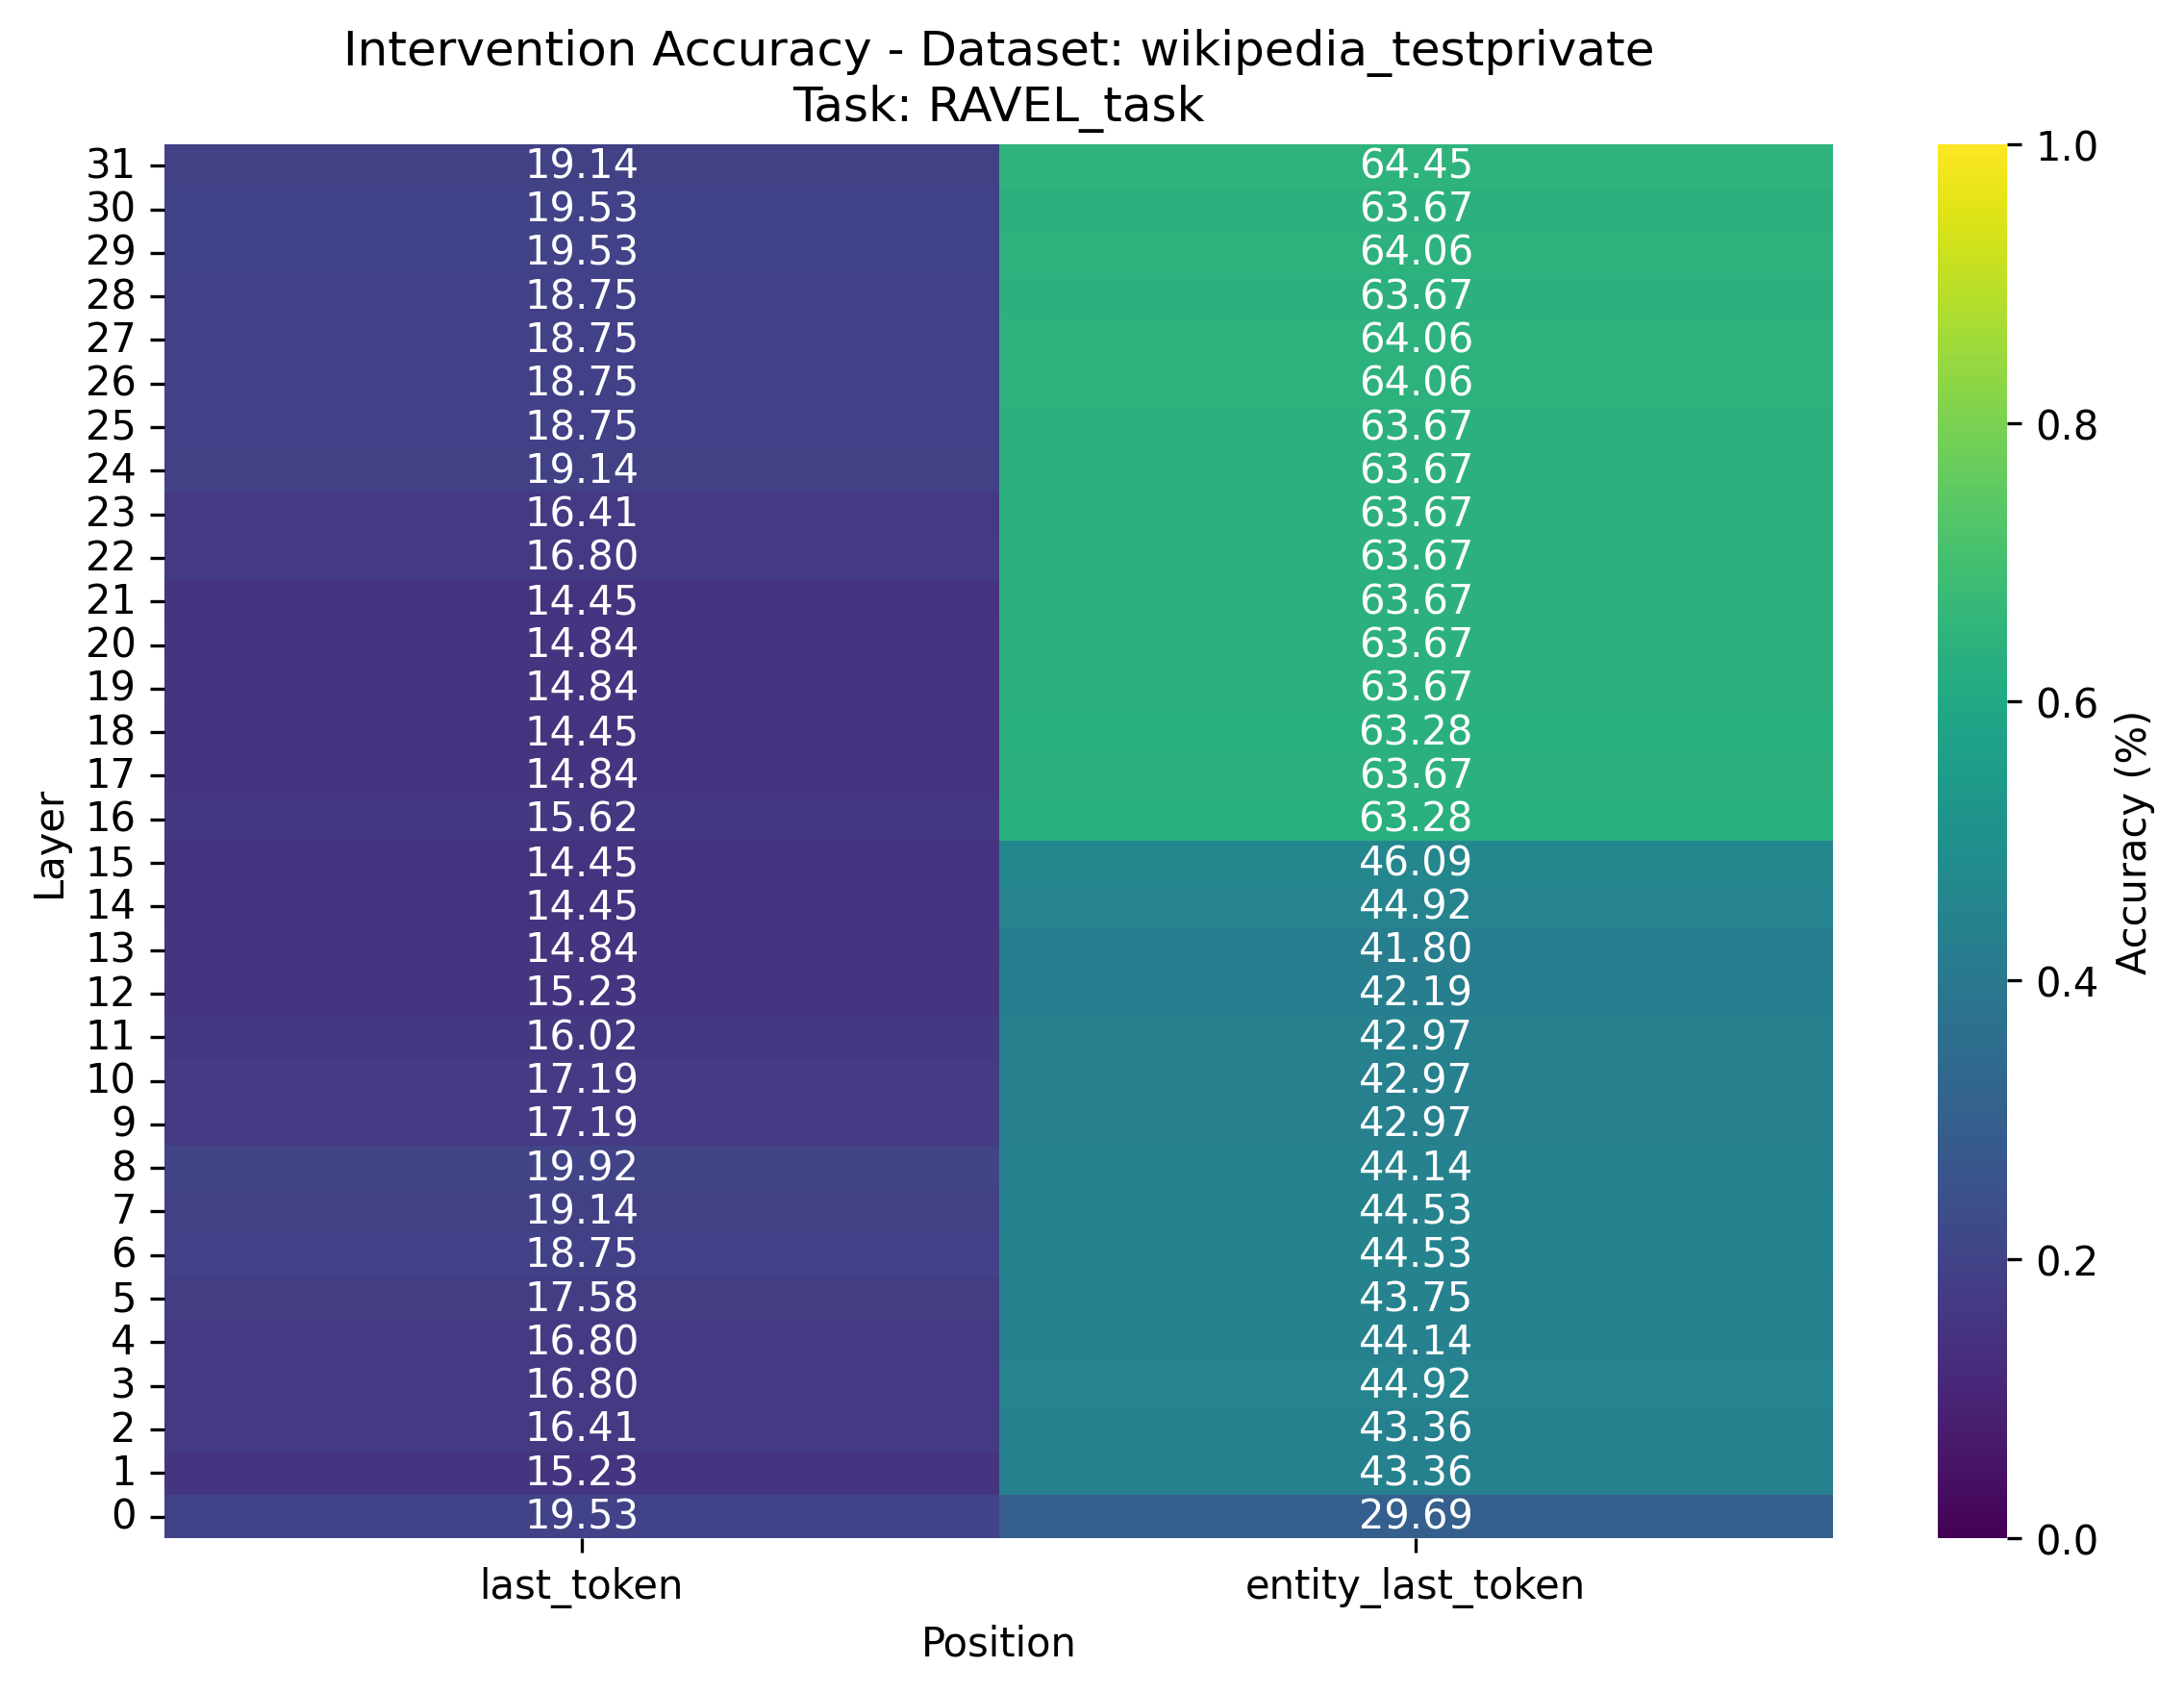 Intervention Accuracy - Dataset: wikipedia_testprivate
Task: RAVEL_task
31 19.14 64.45
30 19.53 63.67
29 19.53 64.06
28 18.75 63.67
27 18.75 64.06
26 18.75 64.06
25 18.75 63.67
24 19.14 63.67
23 16.41 63.67
22 16.80 63.67
21 14.45 63.67
20 14.84 63.67
19 14.84 63.67
18 14.45 63.28
17 14.84 63.67
16 15.62 63.28
15 14.45 46.09
14 14.45 44.92
13 14.84 41.80
12 15.23 42.19
11 16.02 42.97
10 17.19 42.97
9 17.19 42.97
8 19.92 44.14
7 19.14 44.53
6 18.75 44.53
5 17.58 43.75
4 16.80 44.14
3 16.80 44.92
2 16.41 43.36
1 15.23 43.36
0 19.53 29.69
last_token entity_last_token
Position
Layer
1.0
0.8
0.6
0.4
0.2
0.0
Accuracy (%)